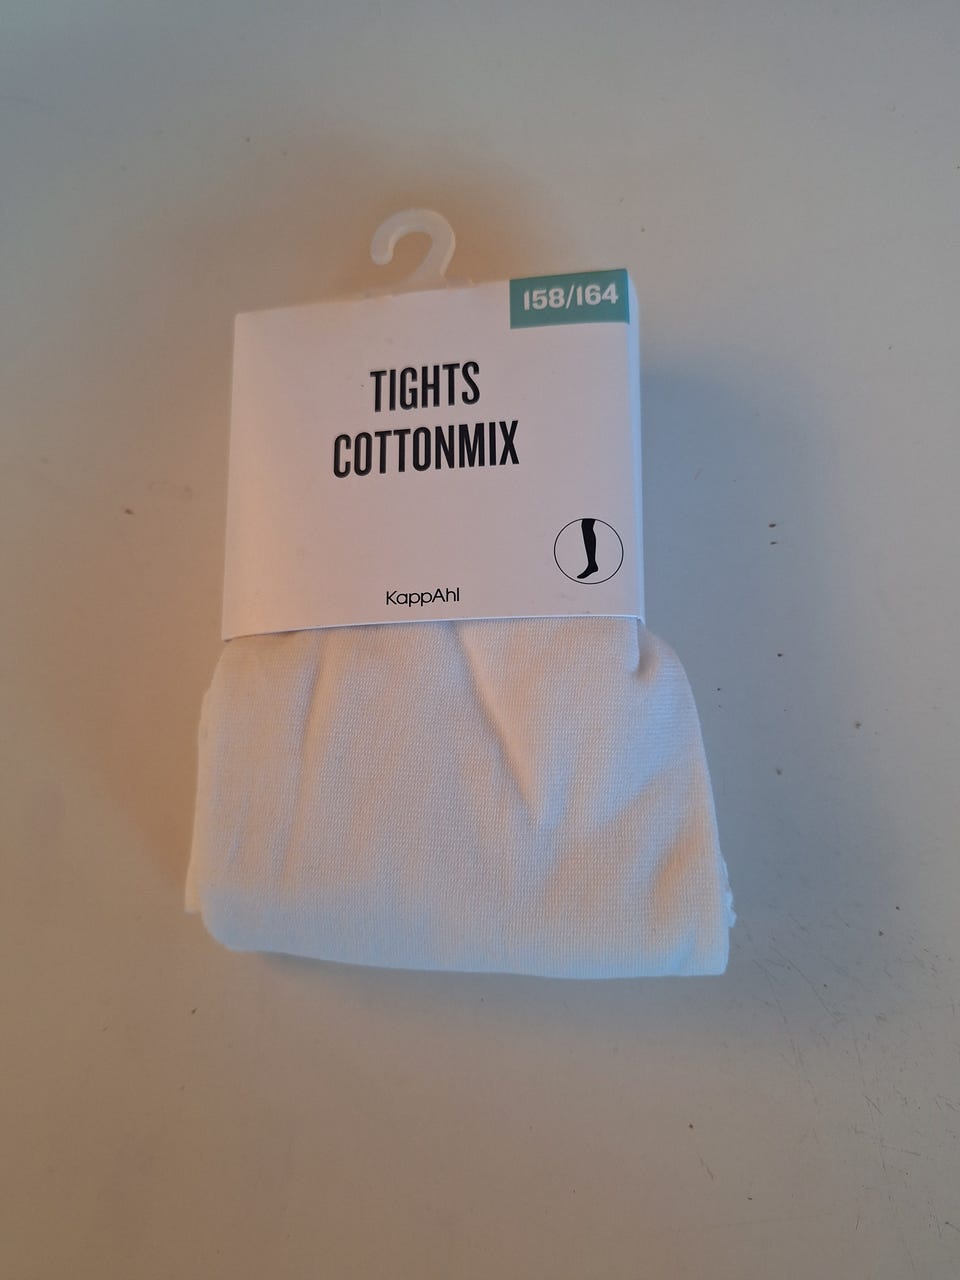 158/164
TIGHTS
COTTONMIX
KappAhl